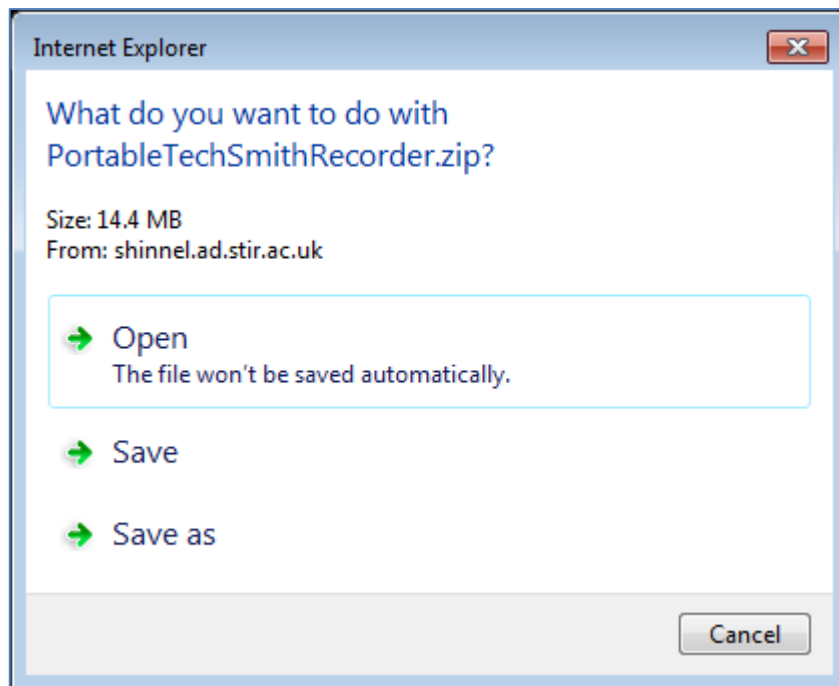 Internet Explorer
What do you want to do with
PortableTechSmithRecorder.zip?
Size: 14.4 MB
From: shinnel.ad.stir.ac.uk
Open
The file won't be saved automatically.
Save
Save as
Cancel